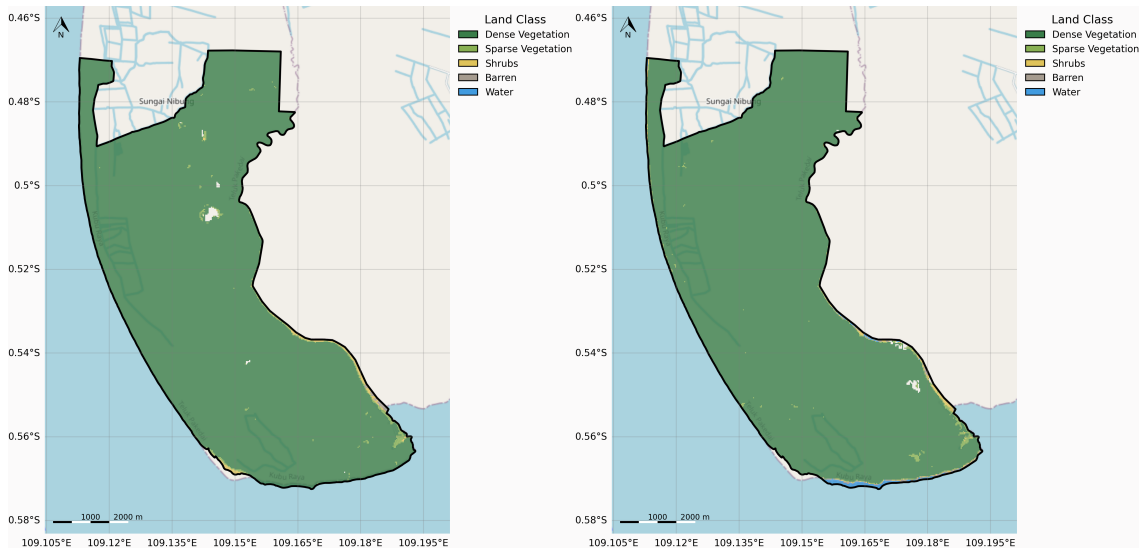 0.46°S
0.48°S
0.5°S
0.52°S
0.54°S
0.56°S
0.58°S
109.105°E 109.12°E 109.135°E 109.15°E 109.165°E 109.18°E 109.195°E
N
Sungai Nibung
Kubu Raya
1000 2000 m
Land Class
Dense Vegetation
Sparse Vegetation
Shrubs
Barren
Water
0.46°S
0.48°S
0.5°S
0.52°S
0.54°S
0.56°S
0.58°S
109.105°E 109.12°E 109.135°E 109.15°E 109.165°E 109.18°E 109.195°E
N
Sungai Nibung
Kubu Raya
1000 2000 m
Land Class
Dense Vegetation
Sparse Vegetation
Shrubs
Barren
Water